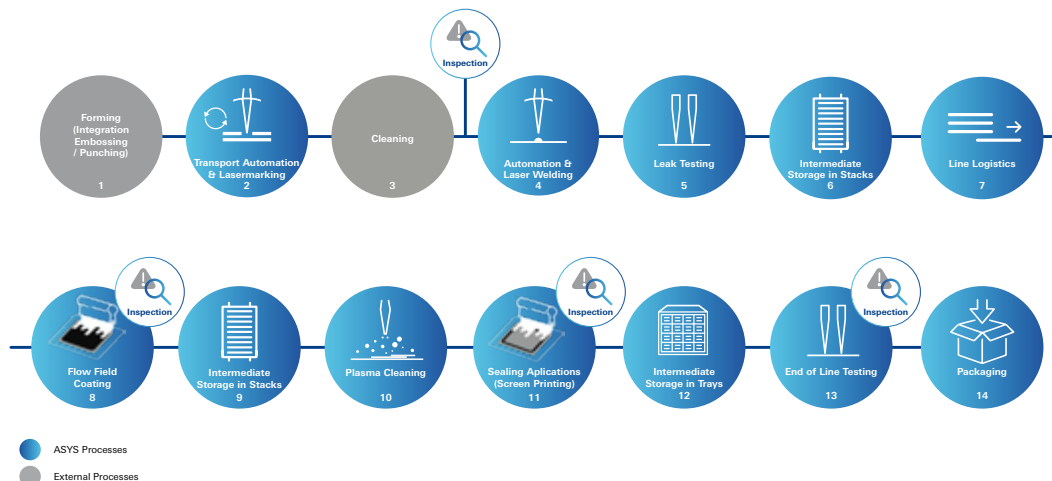 Inspection
Forming
(Integration
Embossing
/ Punching)
1
Transport Automation
& Lasermarking
2
Cleaning
3
Automation &
Laser Welding
4
Leak Testing
5
Intermediate
Storage in Stacks
6
Line Logistics
7
Flow Field
Coating
8
Inspection
Intermediate
Storage in Stacks
9
Plasma Cleaning
10
Sealing Aplications
(Screen Printing)
11
Inspection
Intermediate
Storage in Trays
12
End of Line Testing
13
Inspection
Packaging
14
ASYS Processes
External Processes